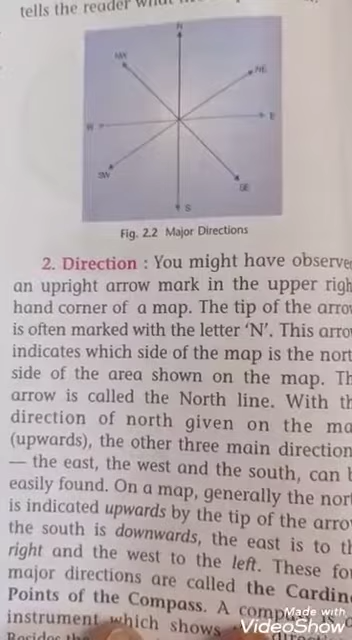 tells the reader what
N
NW
NE
W
E
SW
SE
S
Fig. 2.2 Major Directions
2. Direction : You might have observe
an upright arrow mark in the upper righ
hand corner of a map. The tip of the arro
is often marked with the letter ‘N’. This arro
indicates which side of the map is the nort
side of the area shown on the map. Th
arrow is called the North line. With th
direction of north given on the ma
(upwards), the other three main direction
— the east, the west and the south, can b
easily found. On a map, generally the nort
is indicated upwards by the tip of the arro
the south is downwards, the east is to th
right and the west to the left. These fo
major directions are called the Cardin
Points of the Compass. A compass is
instrument which shows
Besides the
Made with
VideoShow